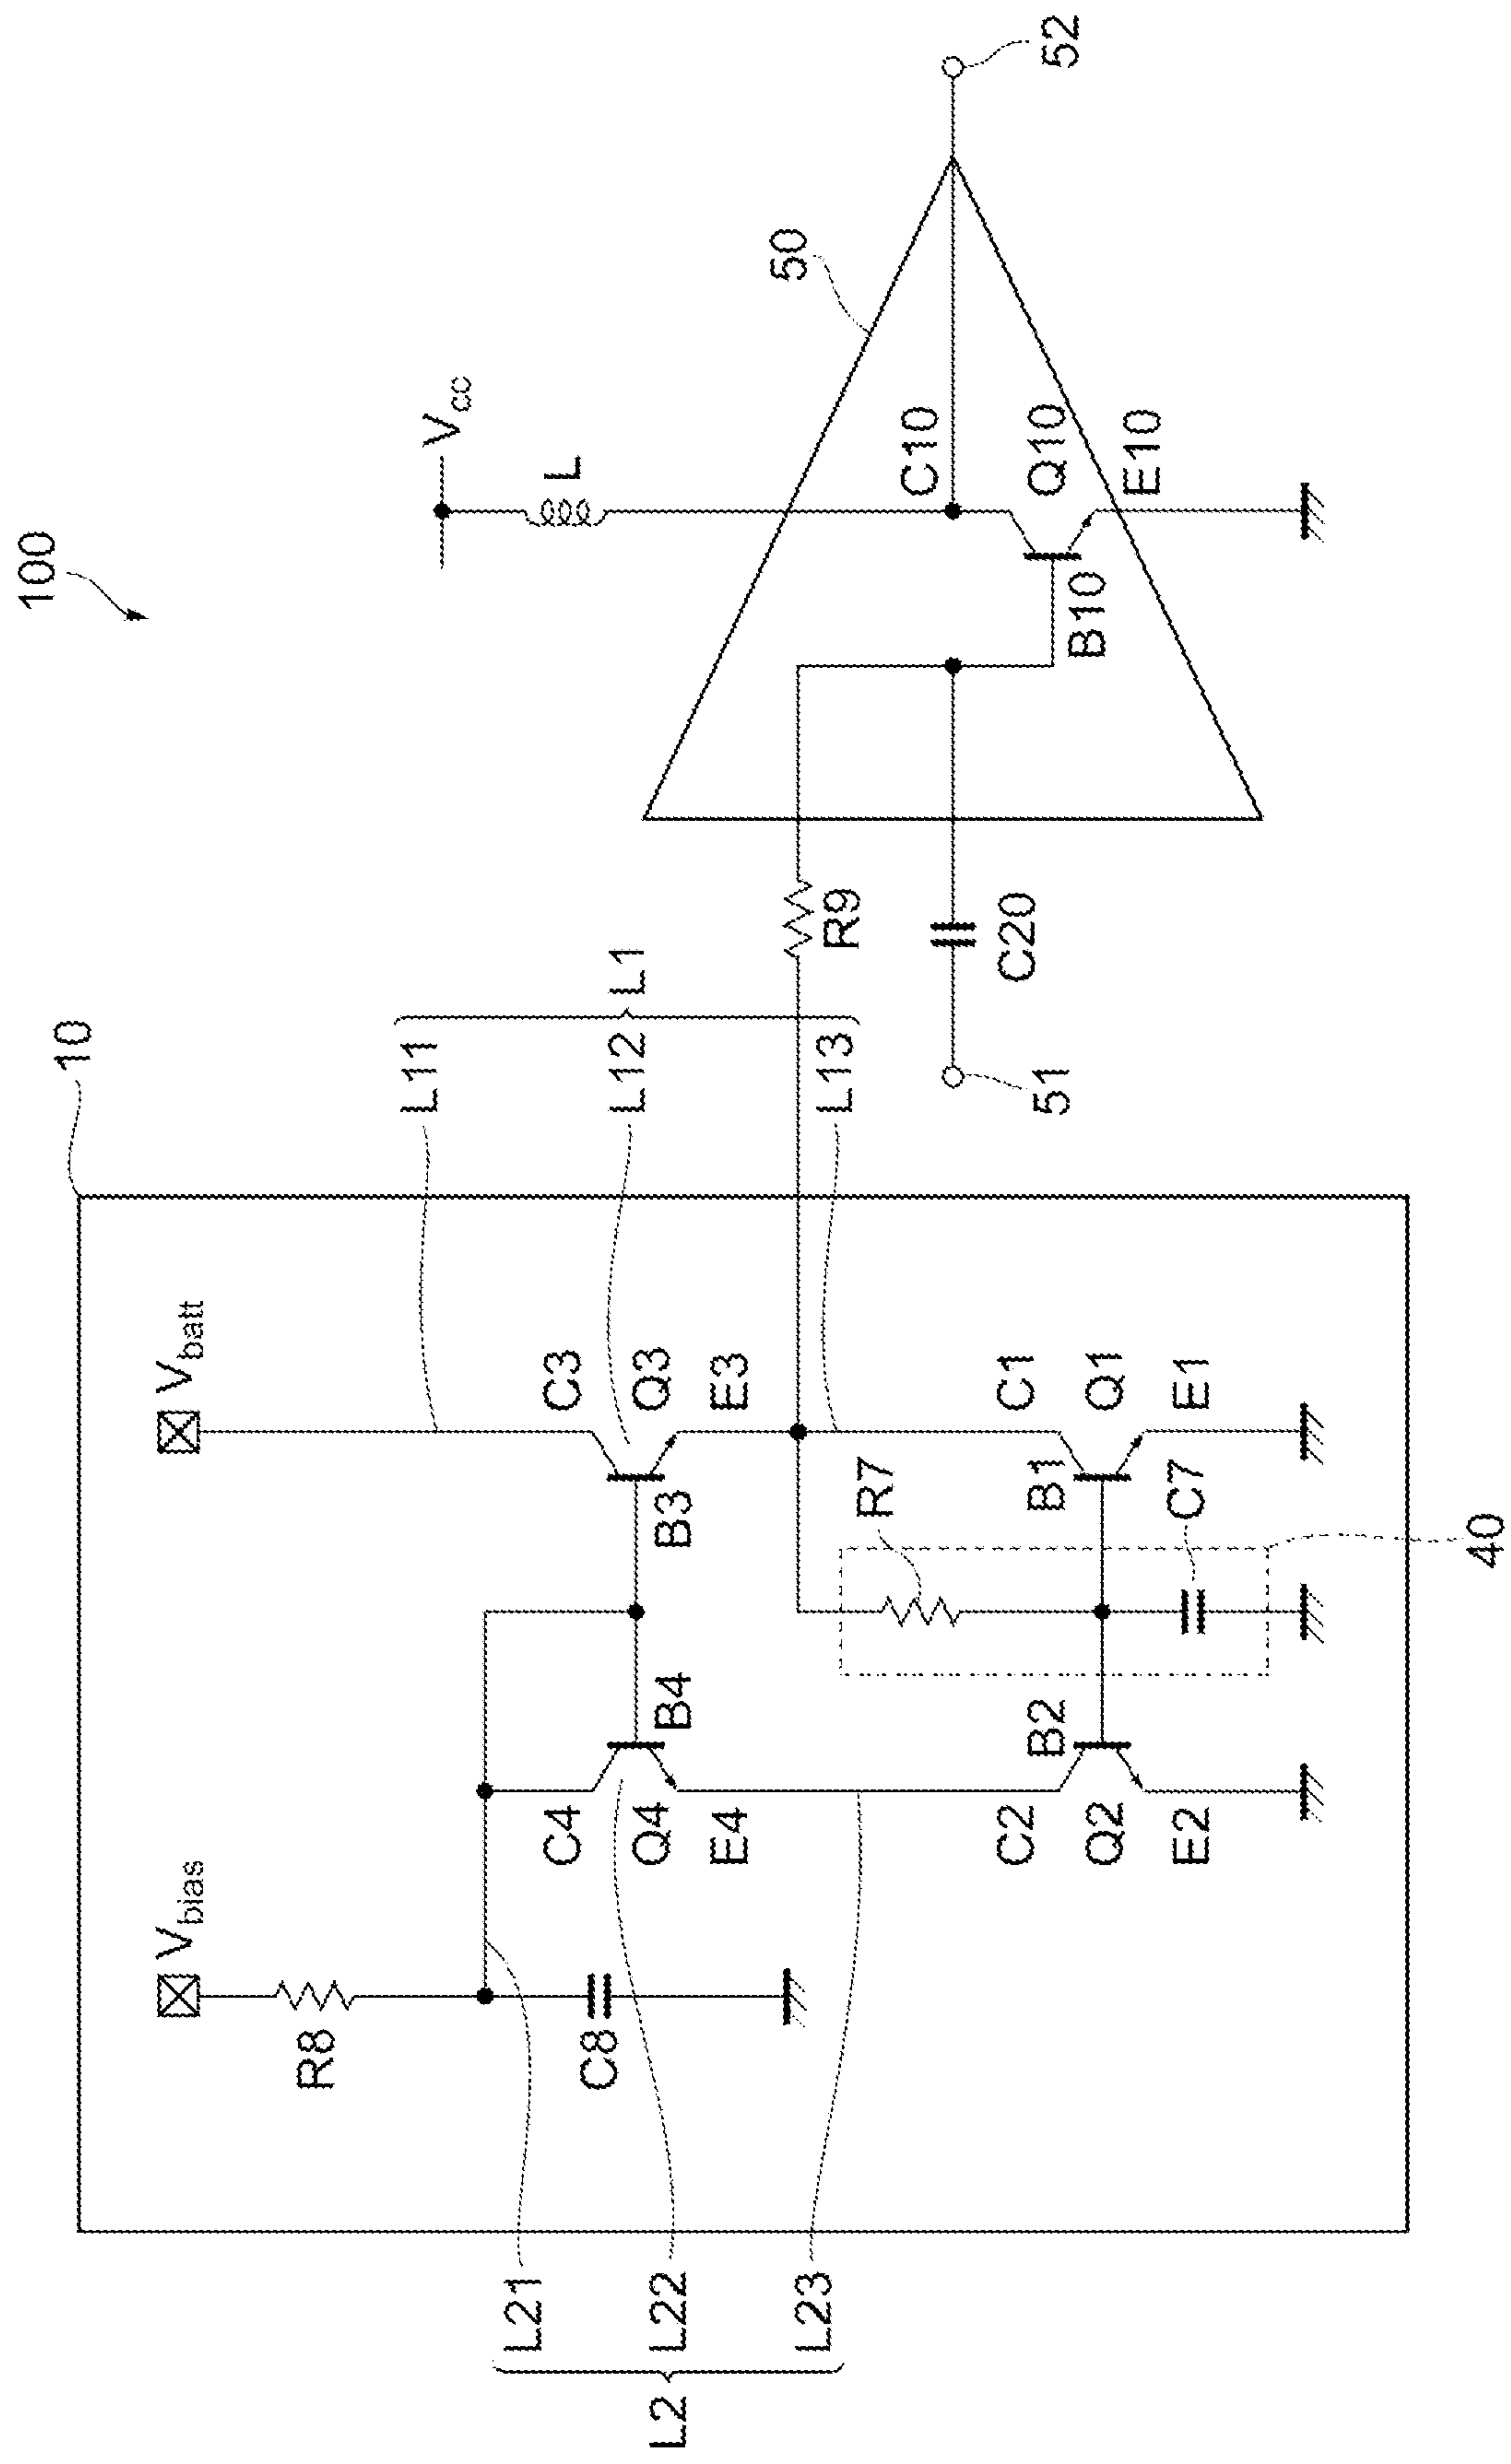 100
10
Vbias
Vbatt
Vcc
R8
L
50
52
L21
L22
L23
L2
L11
L12
L13
L1
C8
C4
Q4
E4
B4
C3
Q3
E3
B3
R9
C20
51
C10
Q10
E10
B10
C2
Q2
E2
B2
R7
C7
C1
Q1
E1
B1
40